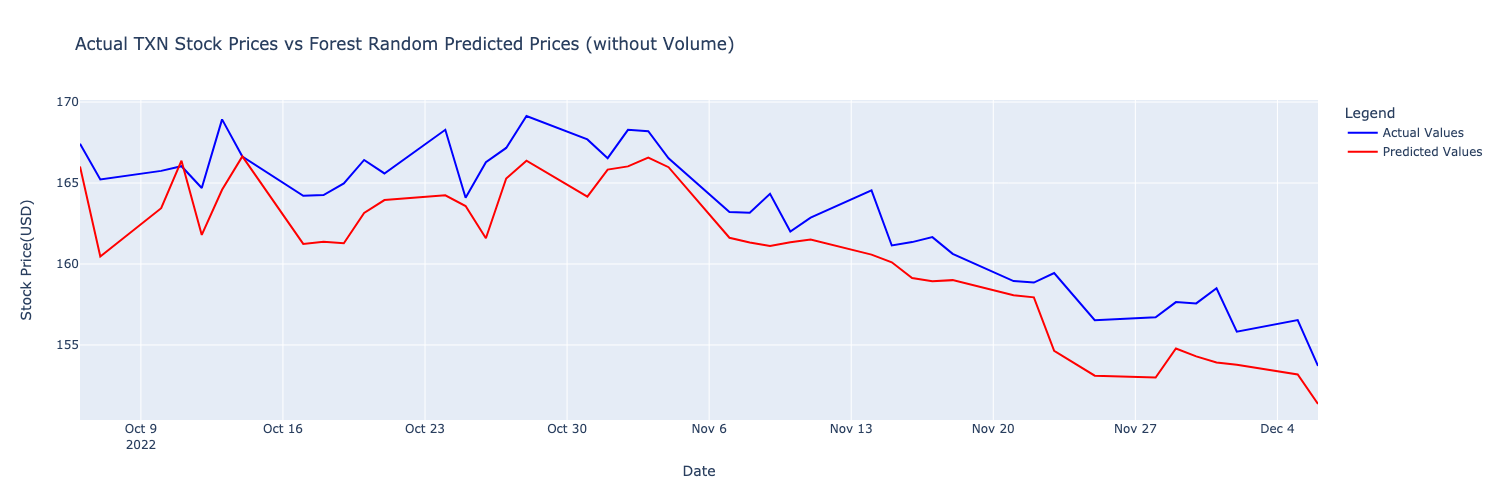 Actual TXN Stock Prices vs Forest Random Predicted Prices (without Volume)
170
165
160
155
Stock Price(USD)
Oct 9
2022
Oct 16
Oct 23
Oct 30
Nov 6
Nov 13
Nov 20
Nov 27
Dec 4
Date
Legend
Actual Values
Predicted Values